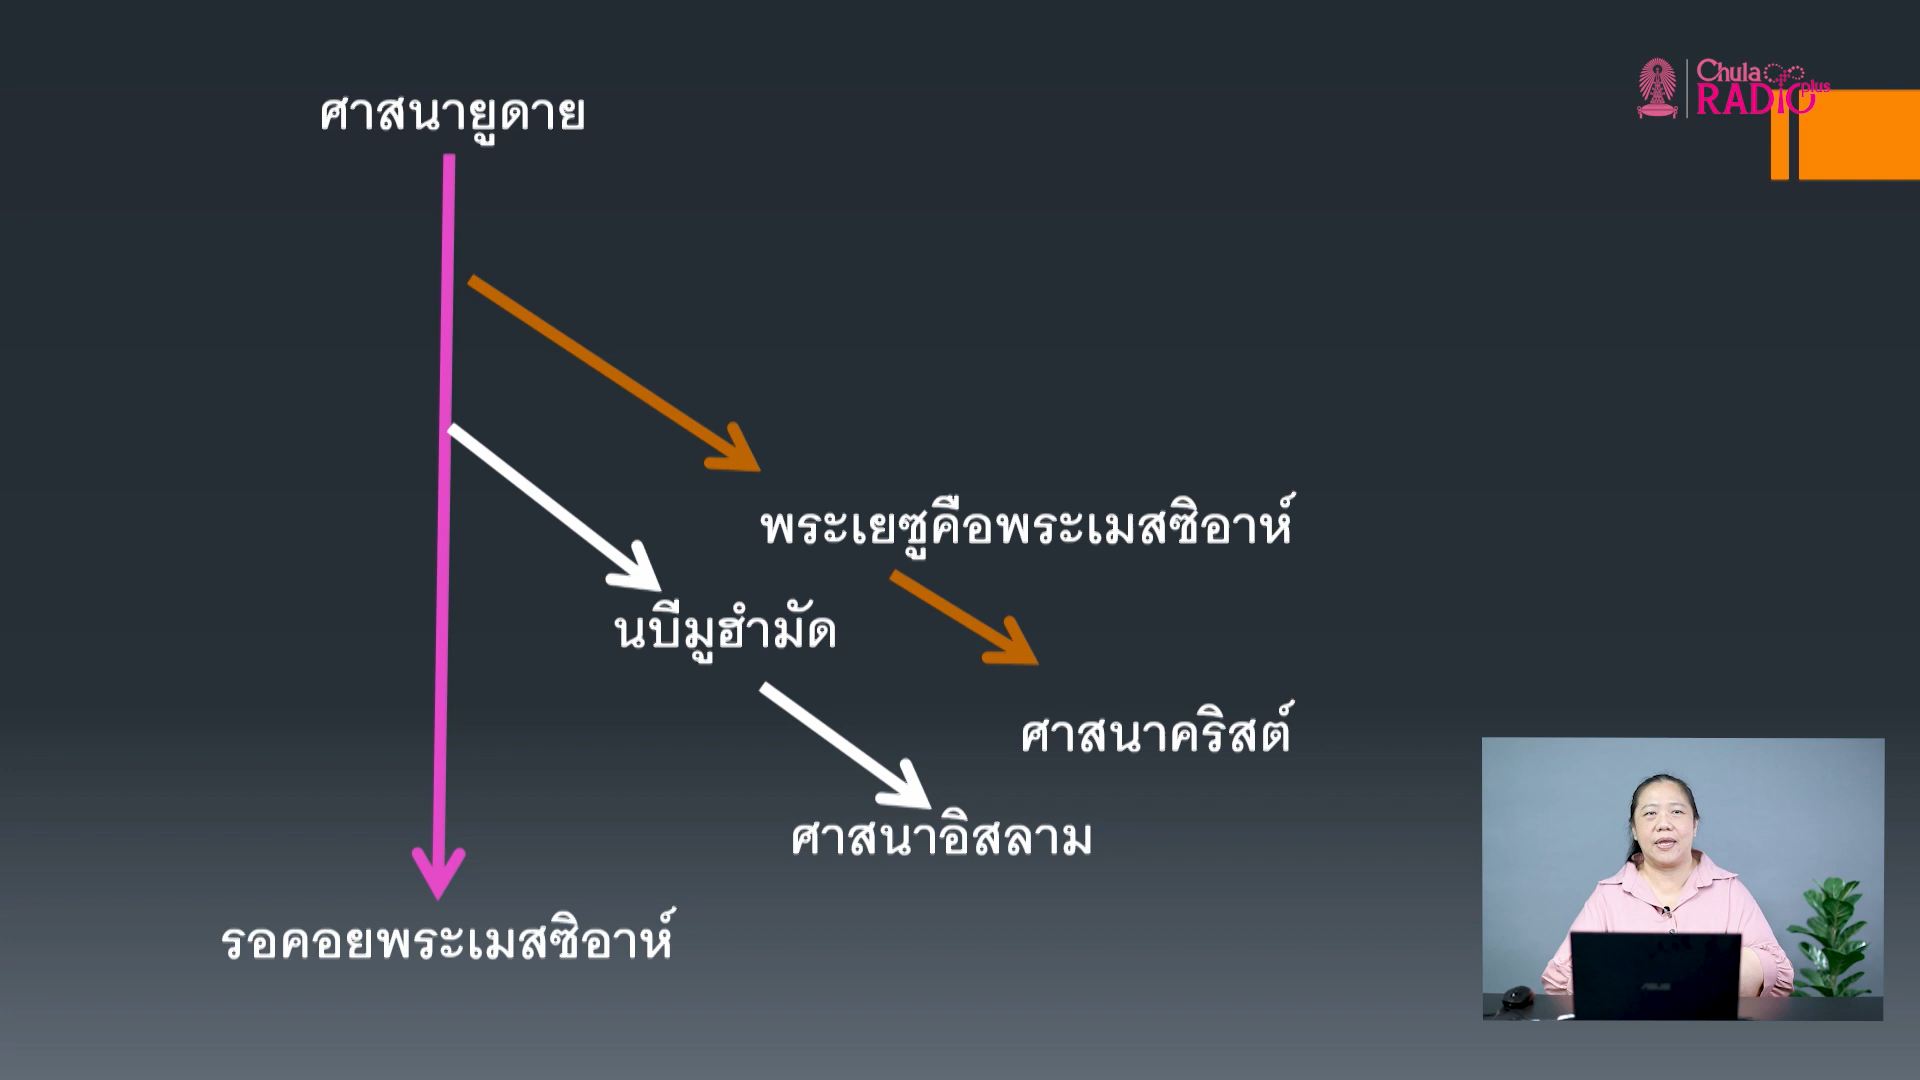 Chula
RADIO plus
ศาสนายูดาย
พระเยซูคือพระเมสซิอาห์
นบีมูฮำมัด
ศาสนาคริสต์
ศาสนาอิสลาม
รอคอยพระเมสซิอาห์
ASUS